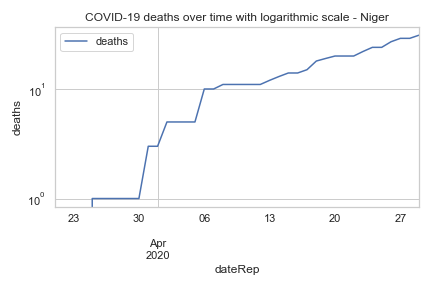 COVID-19 deaths over time with logarithmic scale - Niger
deaths
deaths
10¹
10⁰
23 30 06 13 20 27
Apr
2020
dateRep